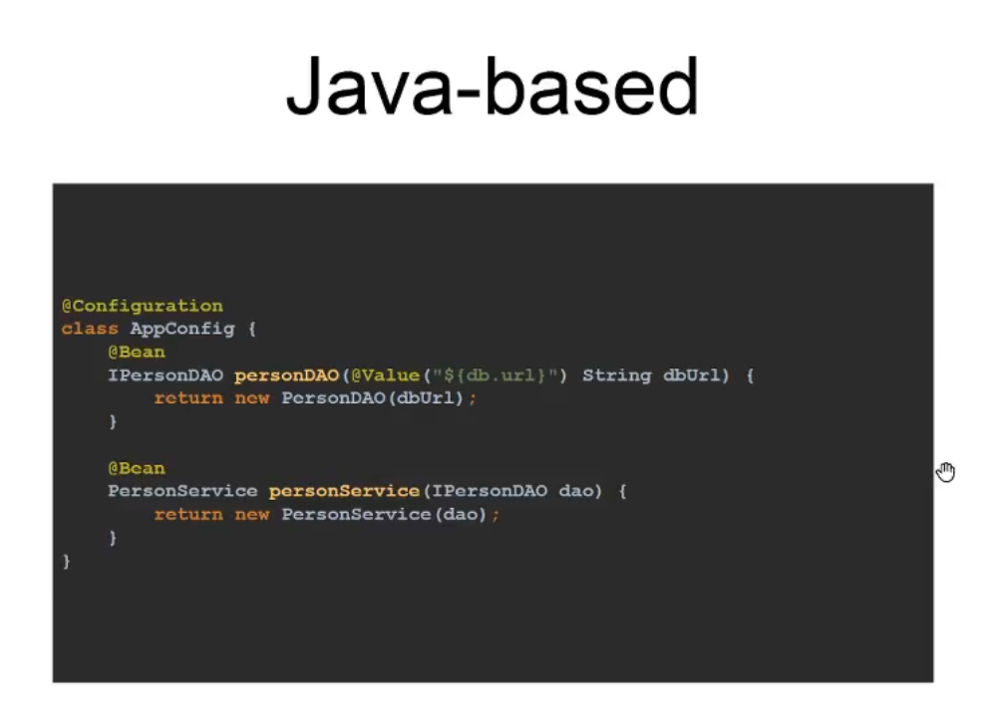 Java-based
@Configuration
class AppConfig {
    @Bean
    IPersonDAO personDAO(@Value("${db.url}") String dbUrl) {
        return new PersonDAO(dbUrl);
    }

    @Bean
    PersonService personService(IPersonDAO dao) {
        return new PersonService(dao);
    }
}